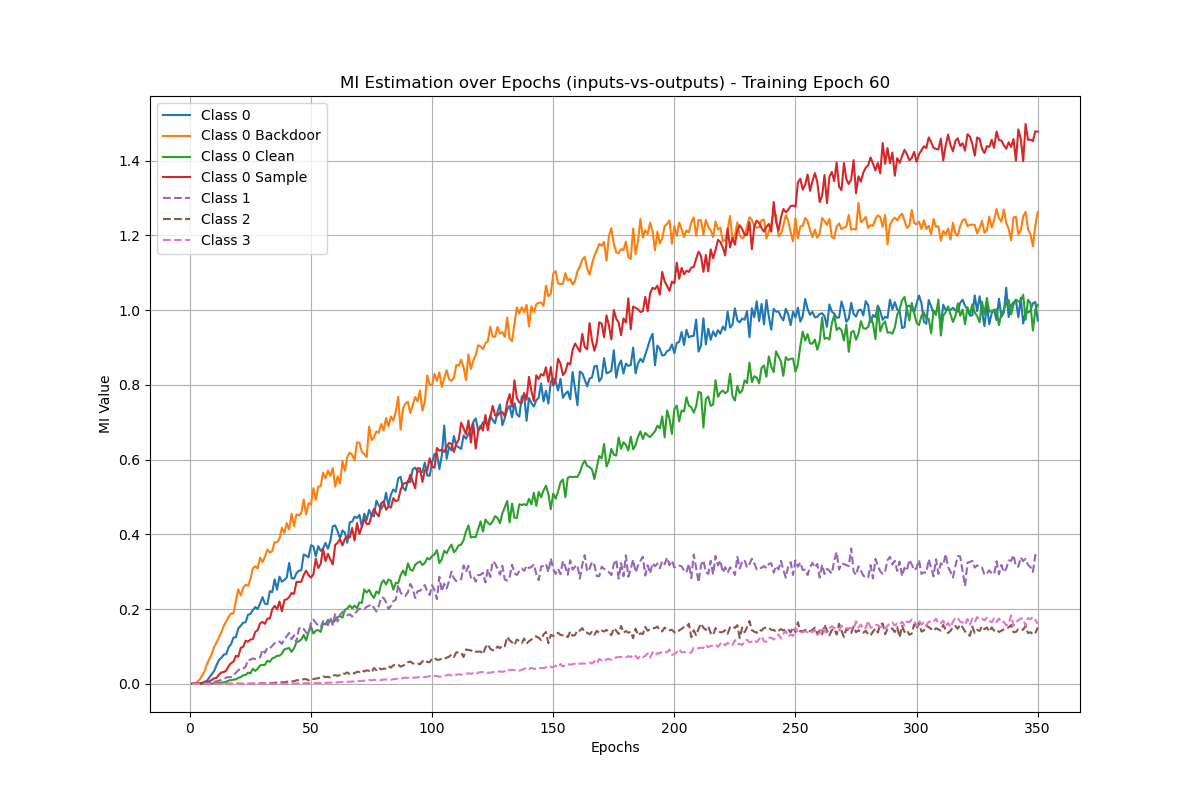 MI Estimation over Epochs (inputs-vs-outputs) - Training Epoch 60
Class 0
Class 0 Backdoor
Class 0 Clean
Class 0 Sample
Class 1
Class 2
Class 3
MI Value
1.4
1.2
1.0
0.8
0.6
0.4
0.2
0.0
0 50 100 150 200 250 300 350
Epochs